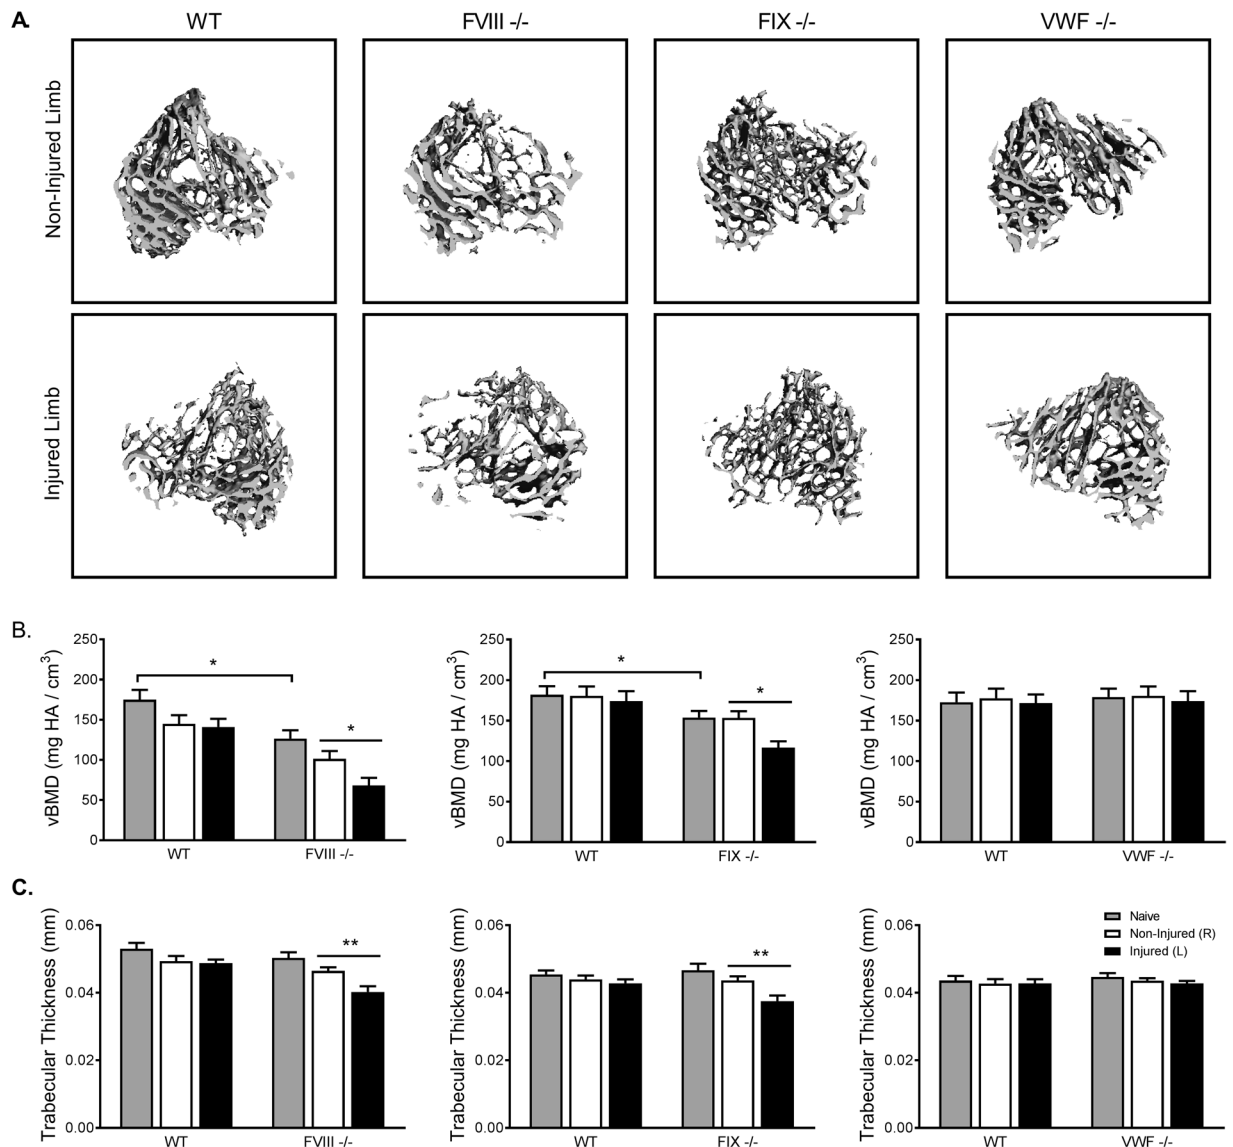 A.
WT FVIII -/- FIX -/- VWF -/-
Non-Injured Limb
Injured Limb
B.
vBMD (mg HA / cm³)
250
200
150
100
50
0
*
*
WT FVIII -/-
vBMD (mg HA / cm³)
250
200
150
100
50
0
*
*
WT FIX -/-
vBMD (mg HA / cm³)
250
200
150
100
50
0
WT VWF -/-
C.
Trabecular Thickness (mm)
0.06
0.04
0.02
0.00
**
WT FVIII -/-
Trabecular Thickness (mm)
0.06
0.04
0.02
0.00
**
WT FIX -/-
Trabecular Thickness (mm)
0.06
0.04
0.02
0.00
Naive
Non-Injured (R)
Injured (L)
WT VWF -/-